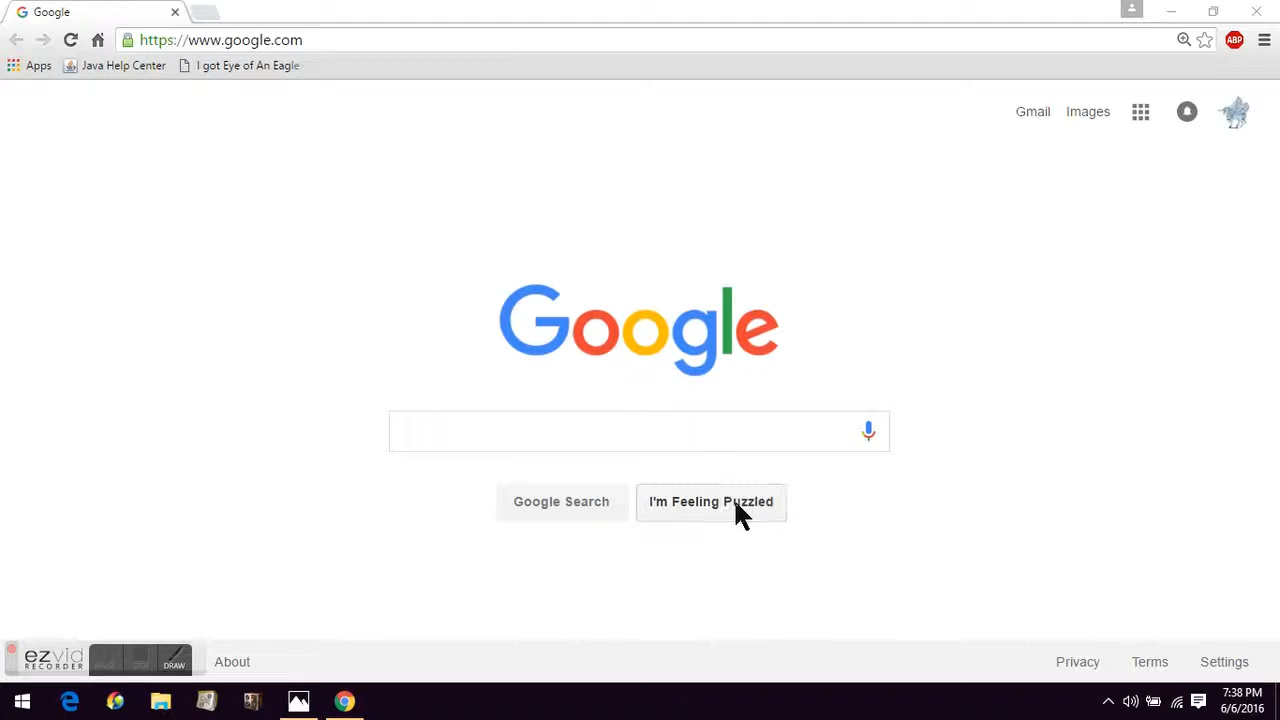 Google
https://www.google.com
ABP
Apps Java Help Center I got Eye of An Eagle
Gmail Images
Google
Google Search I'm Feeling Puzzled
ezvid
RECORDER
DRAW
About Privacy Terms Settings
7:38 PM
6/6/2016